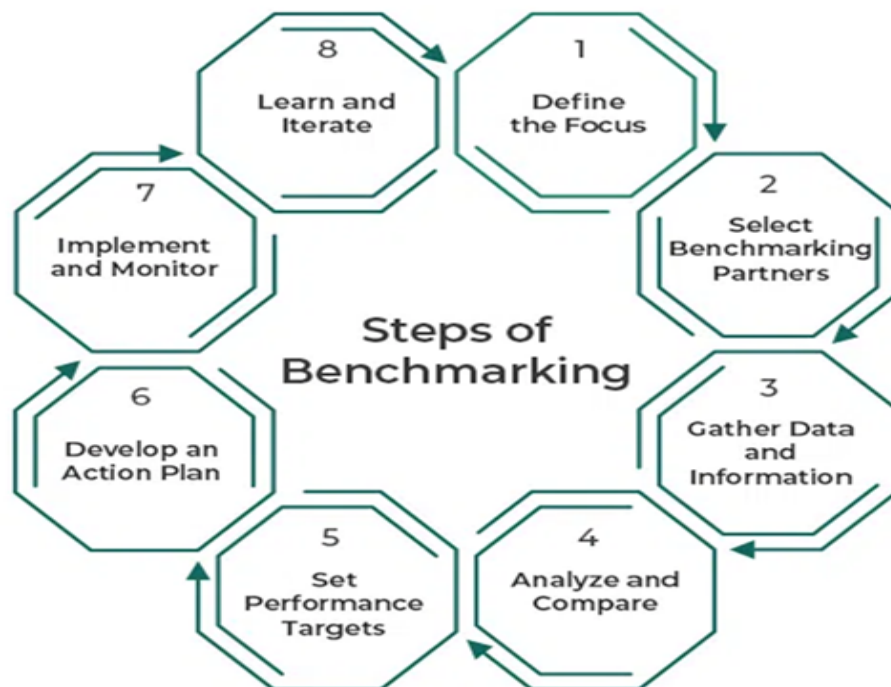 8
Learn and
Iterate
1
Define
the Focus
2
Select
Benchmarking
Partners
3
Gather Data
and
Information
4
Analyze and
Compare
5
Set
Performance
Targets
6
Develop an
Action Plan
7
Implement
and Monitor
Steps of
Benchmarking